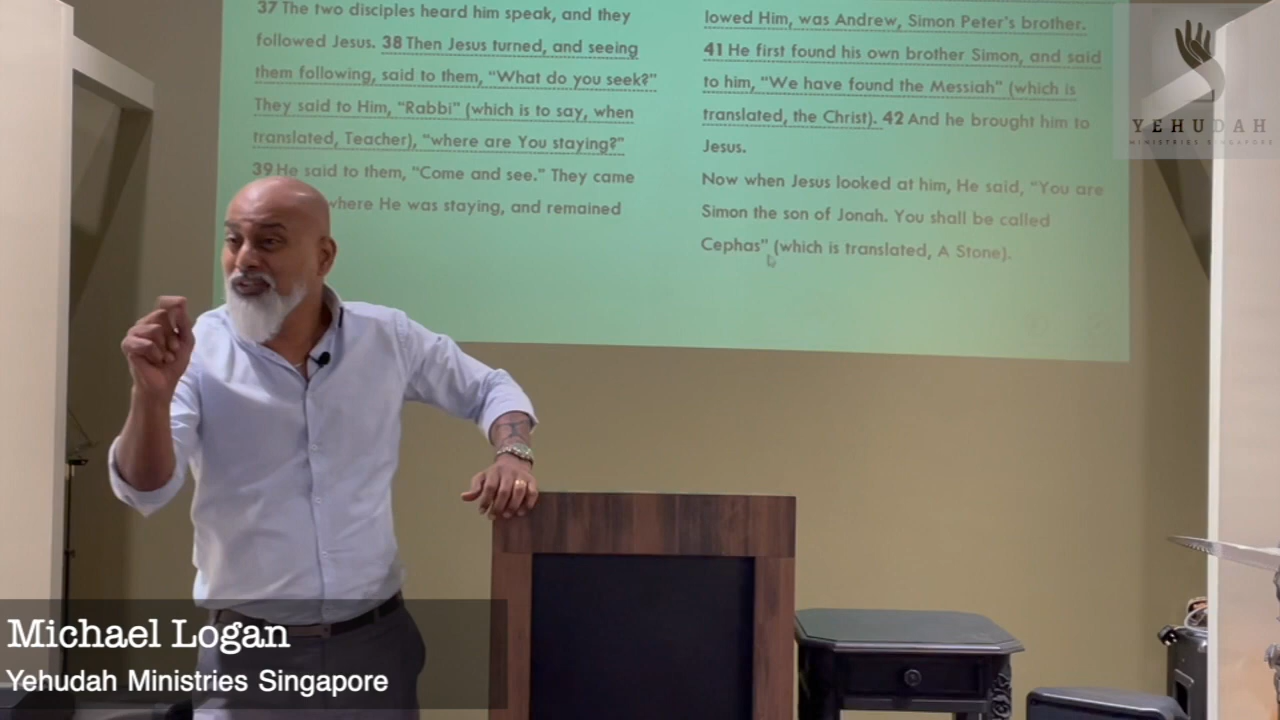 37 The two disciples heard him speak, and they
followed Jesus. 38 Then Jesus turned, and seeing
them following, said to them, “What do you seek?”
They said to Him, “Rabbi” (which is to say, when
translated, Teacher), “where are You staying?”
39 He said to them, “Come and see.” They came
where He was staying, and remained
lowed Him, was Andrew, Simon Peter’s brother.
41 He first found his own brother Simon, and said
to him, “We have found the Messiah” (which is
translated, the Christ). 42 And he brought him to
Jesus.
Now when Jesus looked at him, He said, “You are
Simon the son of Jonah. You shall be called
Cephas” (which is translated, A Stone).
YEHUDAH
MINISTRIES SINGAPORE
Michael Logan
Yehudah Ministries Singapore